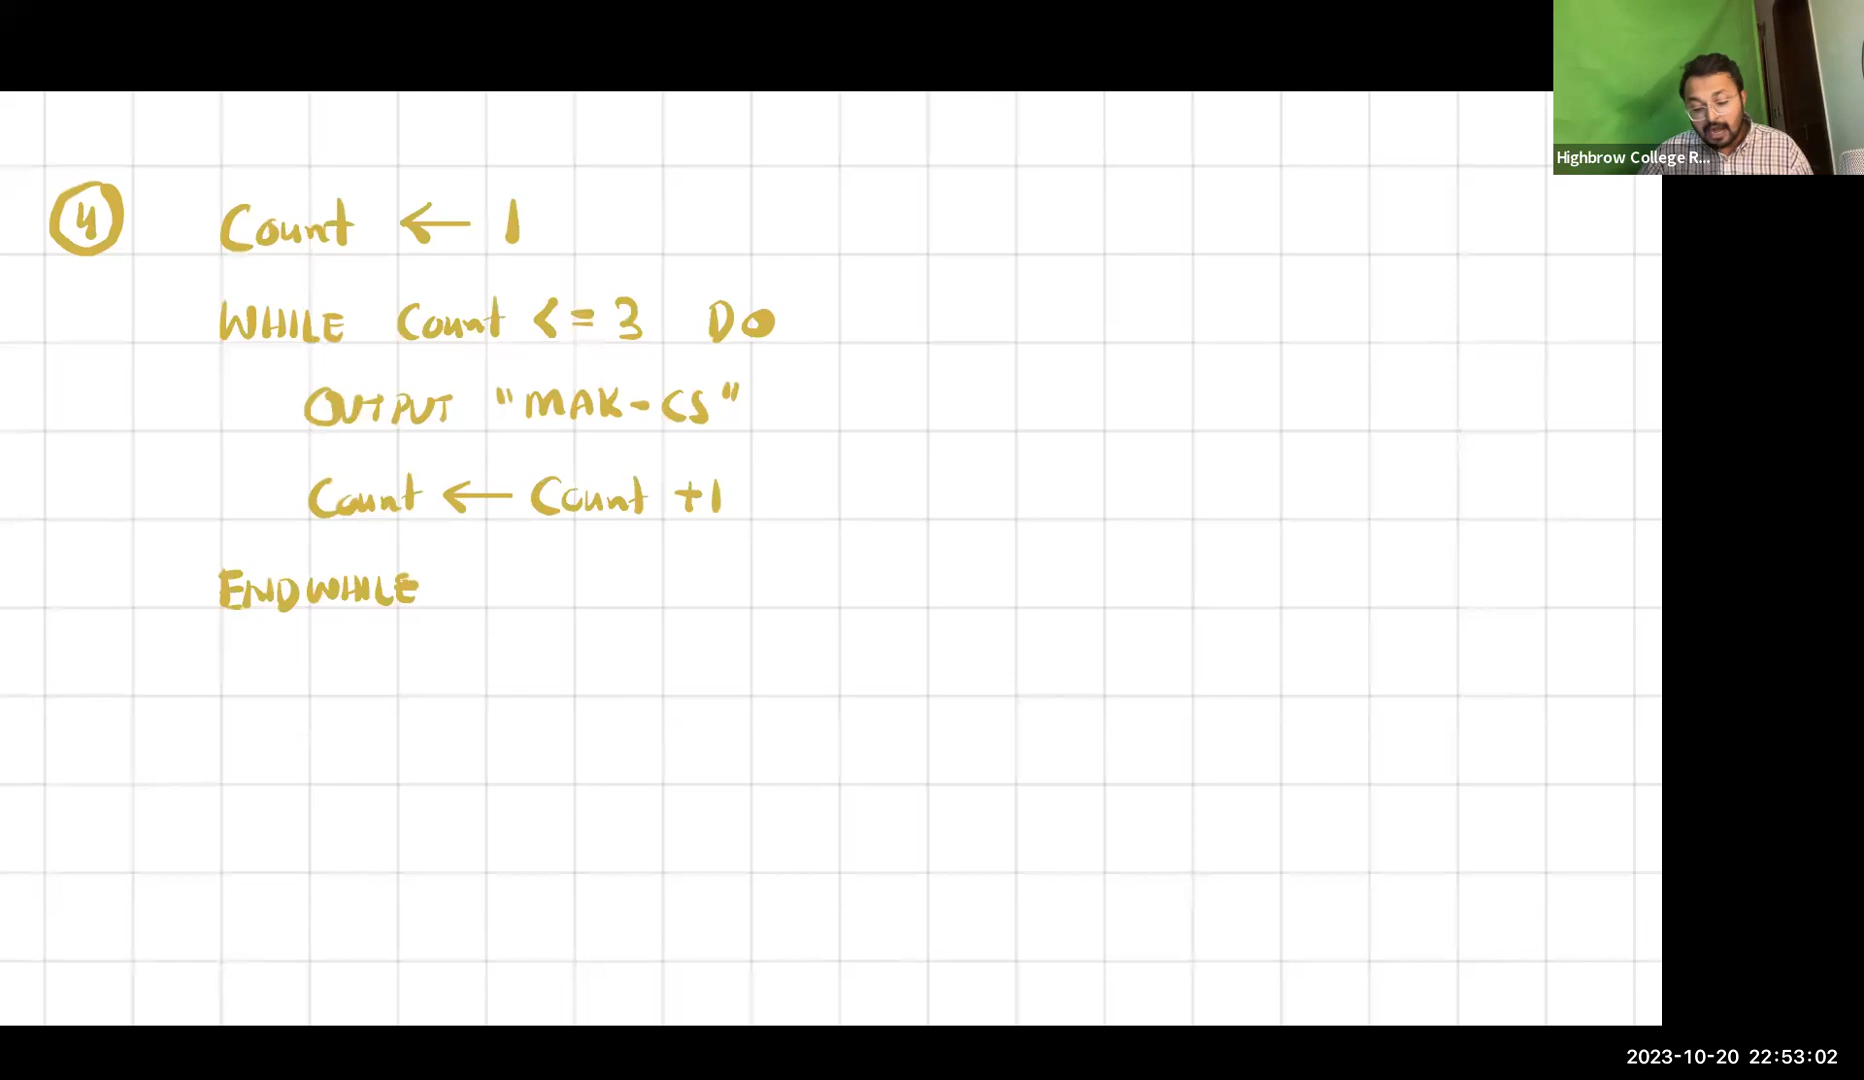 Highbrow College R...
4 Count ← 1
WHILE Count <= 3 DO
OUTPUT "MAK-CS"
Count ← Count +1
ENDWHILE
2023-10-20 22:53:02